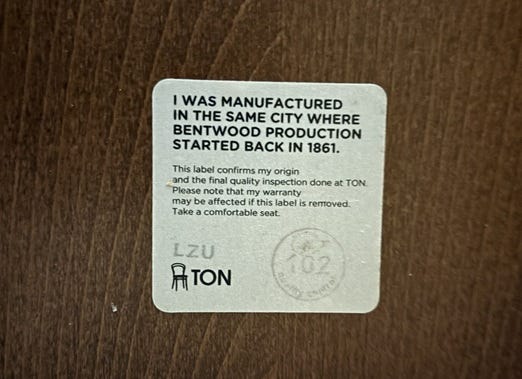 I WAS MANUFACTURED
IN THE SAME CITY WHERE
BENTWOOD PRODUCTION
STARTED BACK IN 1861.
This label confirms my origin
and the final quality inspection done at TON.
Please note that my warranty
may be affected if this label is removed.
Take a comfortable seat.
LZU
TON
102
quality control